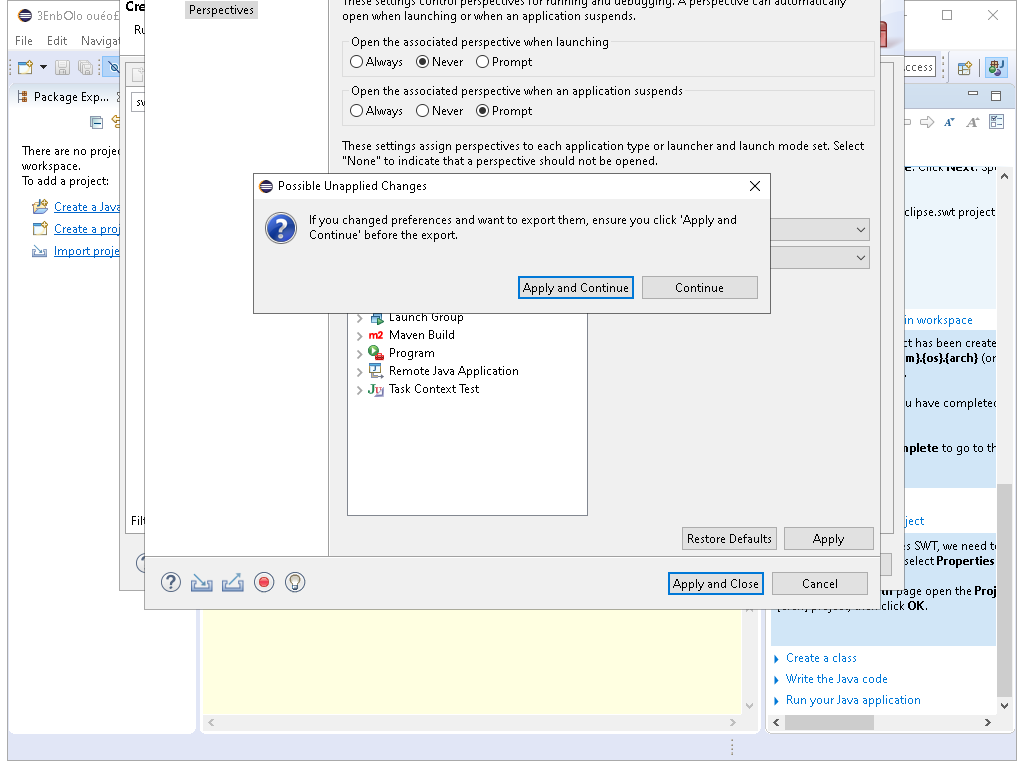 3EnbOlo ouéof
Cre
Perspectives
These settings control perspectives for running and debugging. A perspective can automatically
open when launching or when an application suspends.
File Edit Navigat
Ru
Open the associated perspective when launching
Always Never Prompt
ccess
Package Exp...
Open the associated perspective when an application suspends
Always Never Prompt
sw
There are no proje
workspace.
To add a project:
Create a Java
Create a proj
Import proje
These settings assign perspectives to each application type or launcher and launch mode set. Select
"None" to indicate that a perspective should not be opened.
Possible Unapplied Changes
If you changed preferences and want to export them, ensure you click 'Apply and
Continue' before the export.
Apply and Continue Continue
Launch Group
Maven Build
Program
Remote Java Application
Task Context Test
Filt
Restore Defaults Apply
Apply and Close Cancel
e. Click Next. Sp
clipse.swt project
in workspace
ct has been create
m}.{os}.{arch} (or
u have completed
mplete to go to th
ject
es SWT, we need to
select Properties
page open the Proj
{arch} project, then click OK.
Create a class
Write the Java code
Run your Java application